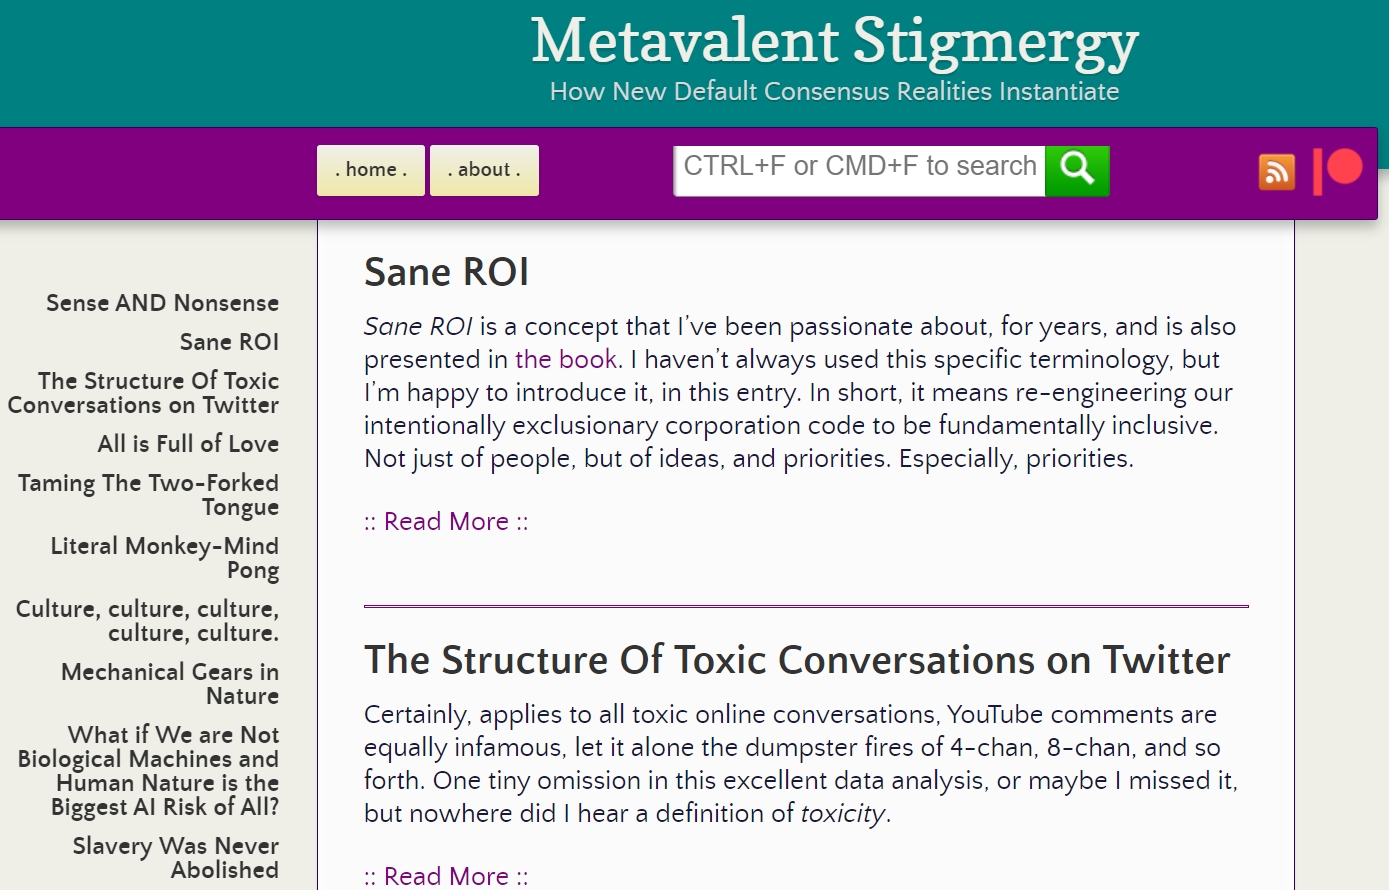 Metavalent Stigmergy
How New Default Consensus Realities Instantiate
. home .
. about .
CTRL+F or CMD+F to search
Sense AND Nonsense
Sane ROI
The Structure Of Toxic
Conversations on Twitter
All is Full of Love
Taming The Two-Forked
Tongue
Literal Monkey-Mind
Pong
Culture, culture, culture,
culture, culture.
Mechanical Gears in
Nature
What if We are Not
Biological Machines and
Human Nature is the
Biggest AI Risk of All?
Slavery Was Never
Abolished
Sane ROI
Sane ROI is a concept that I’ve been passionate about, for years, and is also
presented in the book. I haven’t always used this specific terminology, but
I’m happy to introduce it, in this entry. In short, it means re-engineering our
intentionally exclusionary corporation code to be fundamentally inclusive.
Not just of people, but of ideas, and priorities. Especially, priorities.
:: Read More ::
The Structure Of Toxic Conversations on Twitter
Certainly, applies to all toxic online conversations, YouTube comments are
equally infamous, let it alone the dumpster fires of 4-chan, 8-chan, and so
forth. One tiny omission in this excellent data analysis, or maybe I missed it,
but nowhere did I hear a definition of toxicity.
:: Read More ::